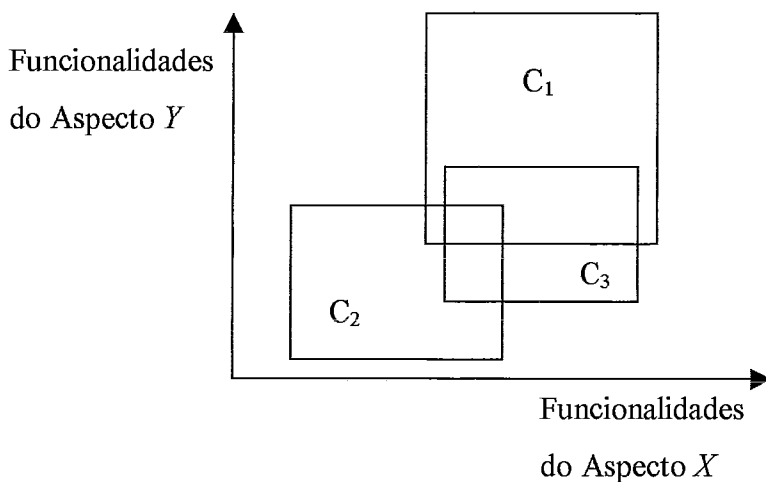 Funcionalidades
do Aspecto Y
C₁
C₃
C₂
Funcionalidades
do Aspecto X